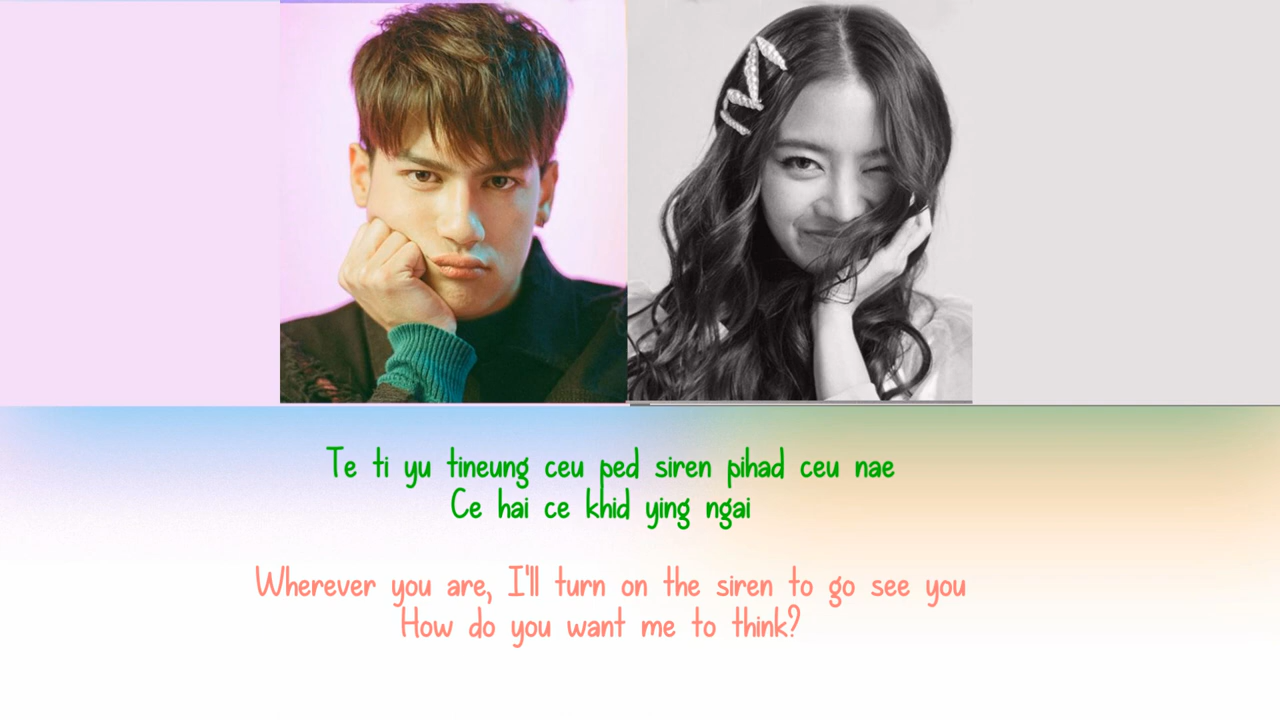 Te ti yu tineung ceu ped siren pihad ceu nae
Ce hai ce khid ying ngai
Wherever you are, I'll turn on the siren to go see you
How do you want me to think?